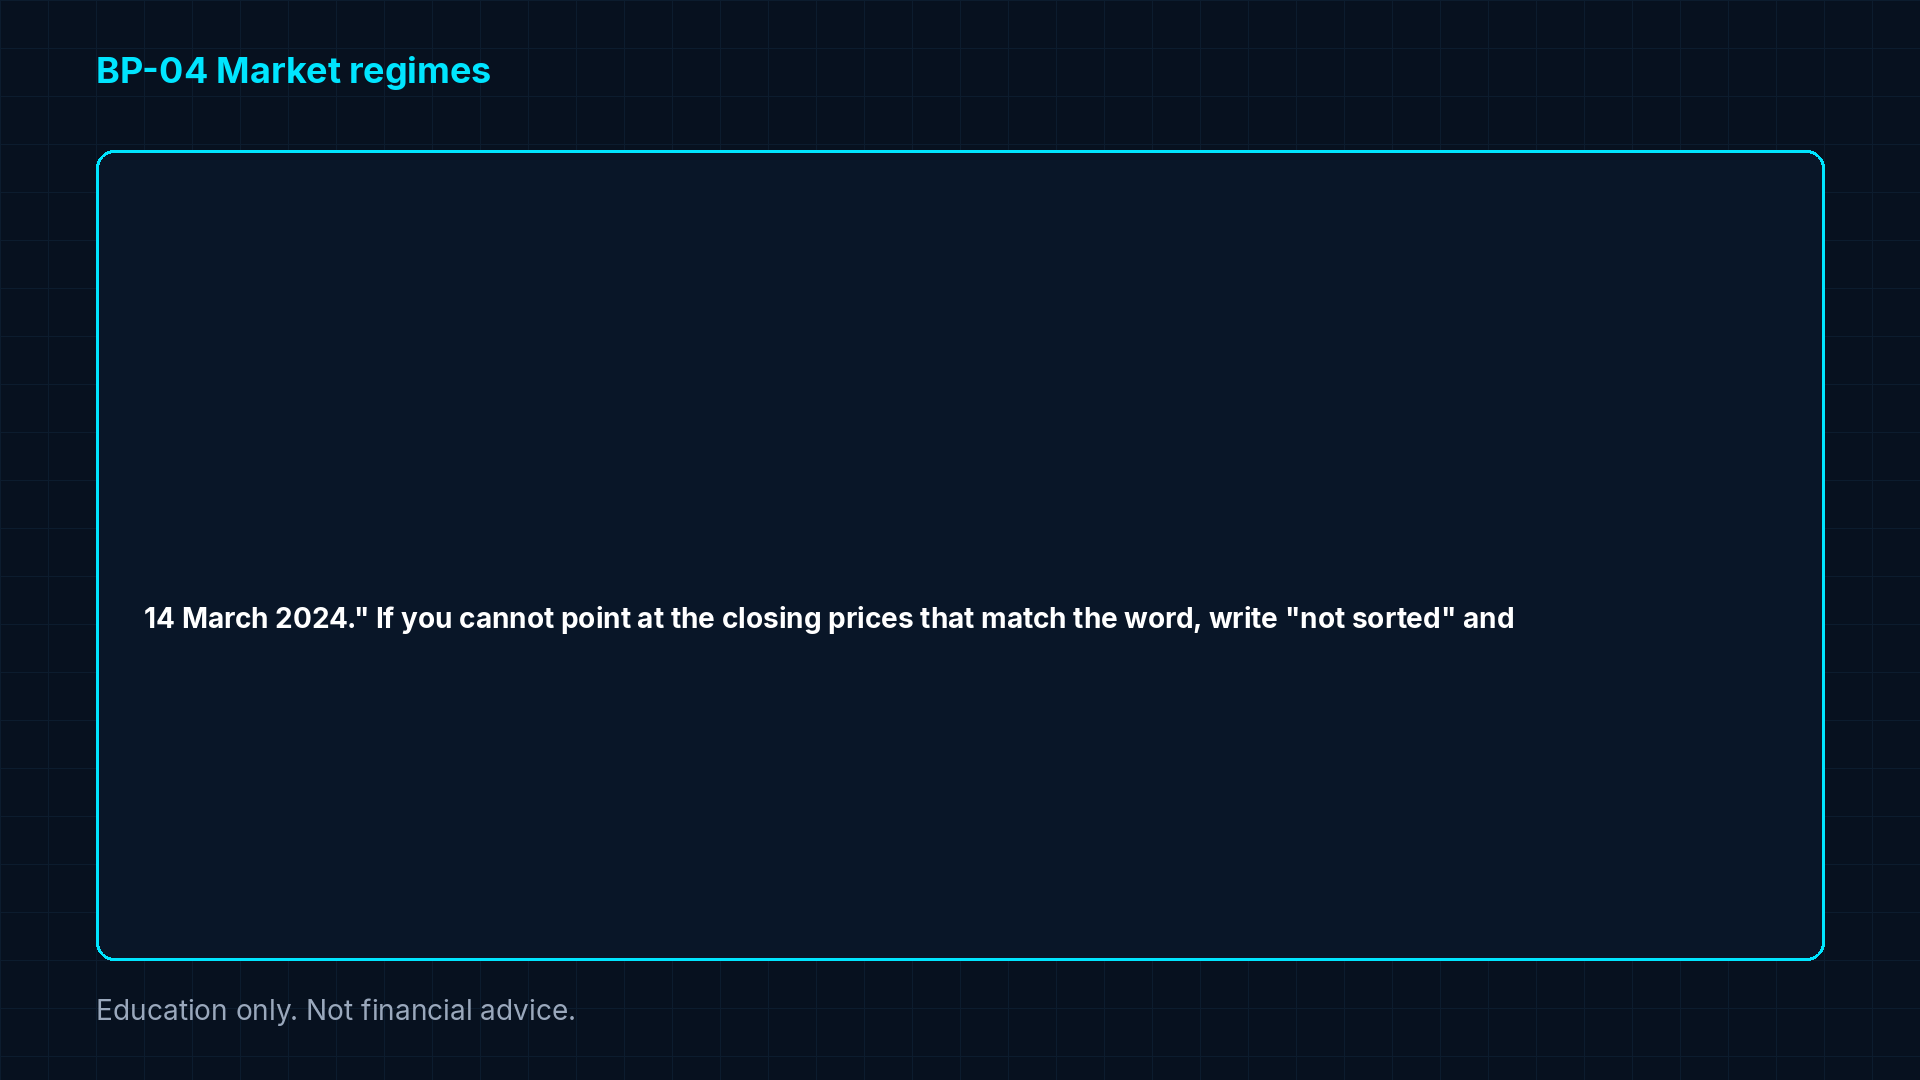 BP-04 Market regimes
14 March 2024." If you cannot point at the closing prices that match the word, write "not sorted" and
Education only. Not financial advice.